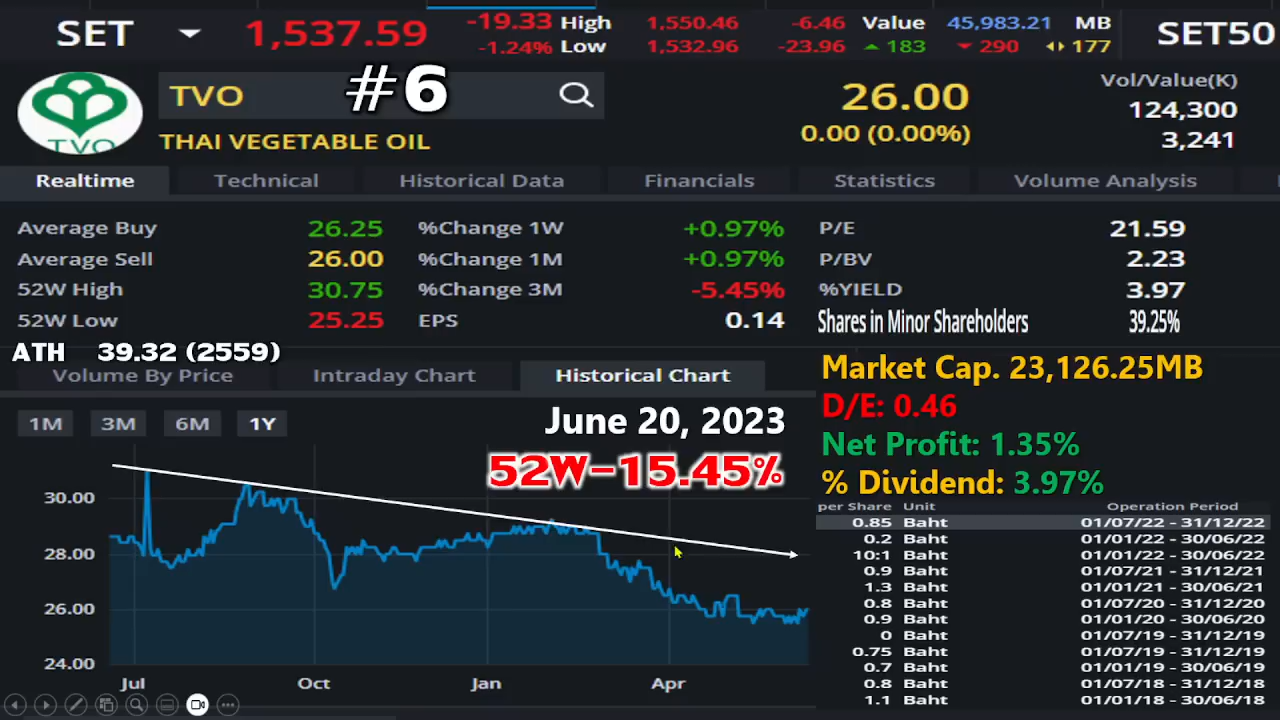 SET 1,537.59 -19.33 High 1,550.46 -6.46 Value 45,983.21 MB SET50
-1.24% Low 1,532.96 -23.96 183 290 177
TVO #6 26.00 Vol/Value(K)
124,300
TVO THAI VEGETABLE OIL 0.00 (0.00%) 3,241
Realtime Technical Historical Data Financials Statistics Volume Analysis
Average Buy 26.25 %Change 1W +0.97% P/E 21.59
Average Sell 26.00 %Change 1M +0.97% P/BV 2.23
52W High 30.75 %Change 3M -5.45% %YIELD 3.97
52W Low 25.25 EPS 0.14 Shares in Minor Shareholders 39.25%
ATH 39.32 (2559)
Volume By Price Intraday Chart Historical Chart
Market Cap. 23,126.25MB
D/E: 0.46
Net Profit: 1.35%
% Dividend: 3.97%
1M 3M 6M 1Y June 20, 2023
52W-15.45%
30.00
28.00
26.00
24.00
Jul Oct Jan Apr
per Share Unit Operation Period
0.85 Baht 01/07/22 - 31/12/22
0.2 Baht 01/01/22 - 30/06/22
10:1 Baht 01/01/22 - 30/06/22
0.9 Baht 01/07/21 - 31/12/21
1.3 Baht 01/01/21 - 30/06/21
0.8 Baht 01/07/20 - 31/12/20
0.9 Baht 01/01/20 - 30/06/20
0 Baht 01/07/19 - 31/12/19
0.75 Baht 01/07/19 - 31/12/19
0.7 Baht 01/01/19 - 30/06/19
0.8 Baht 01/07/18 - 31/12/18
1.1 Baht 01/01/18 - 30/06/18